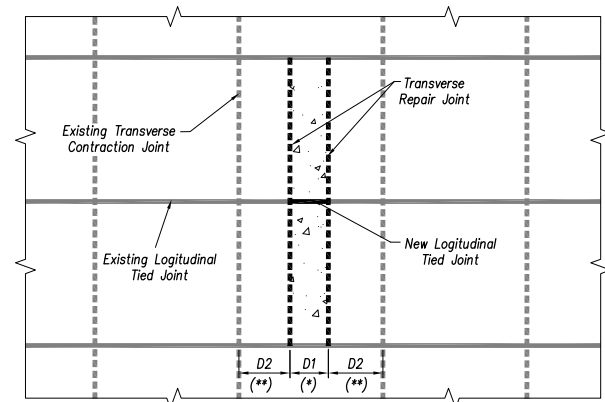 Transverse
Repair Joint
Existing Transverse
Contraction Joint
New Logitudinal
Tied Joint
Existing Logitudinal
Tied Joint
D2 D1 D2
(**) (*) (**)